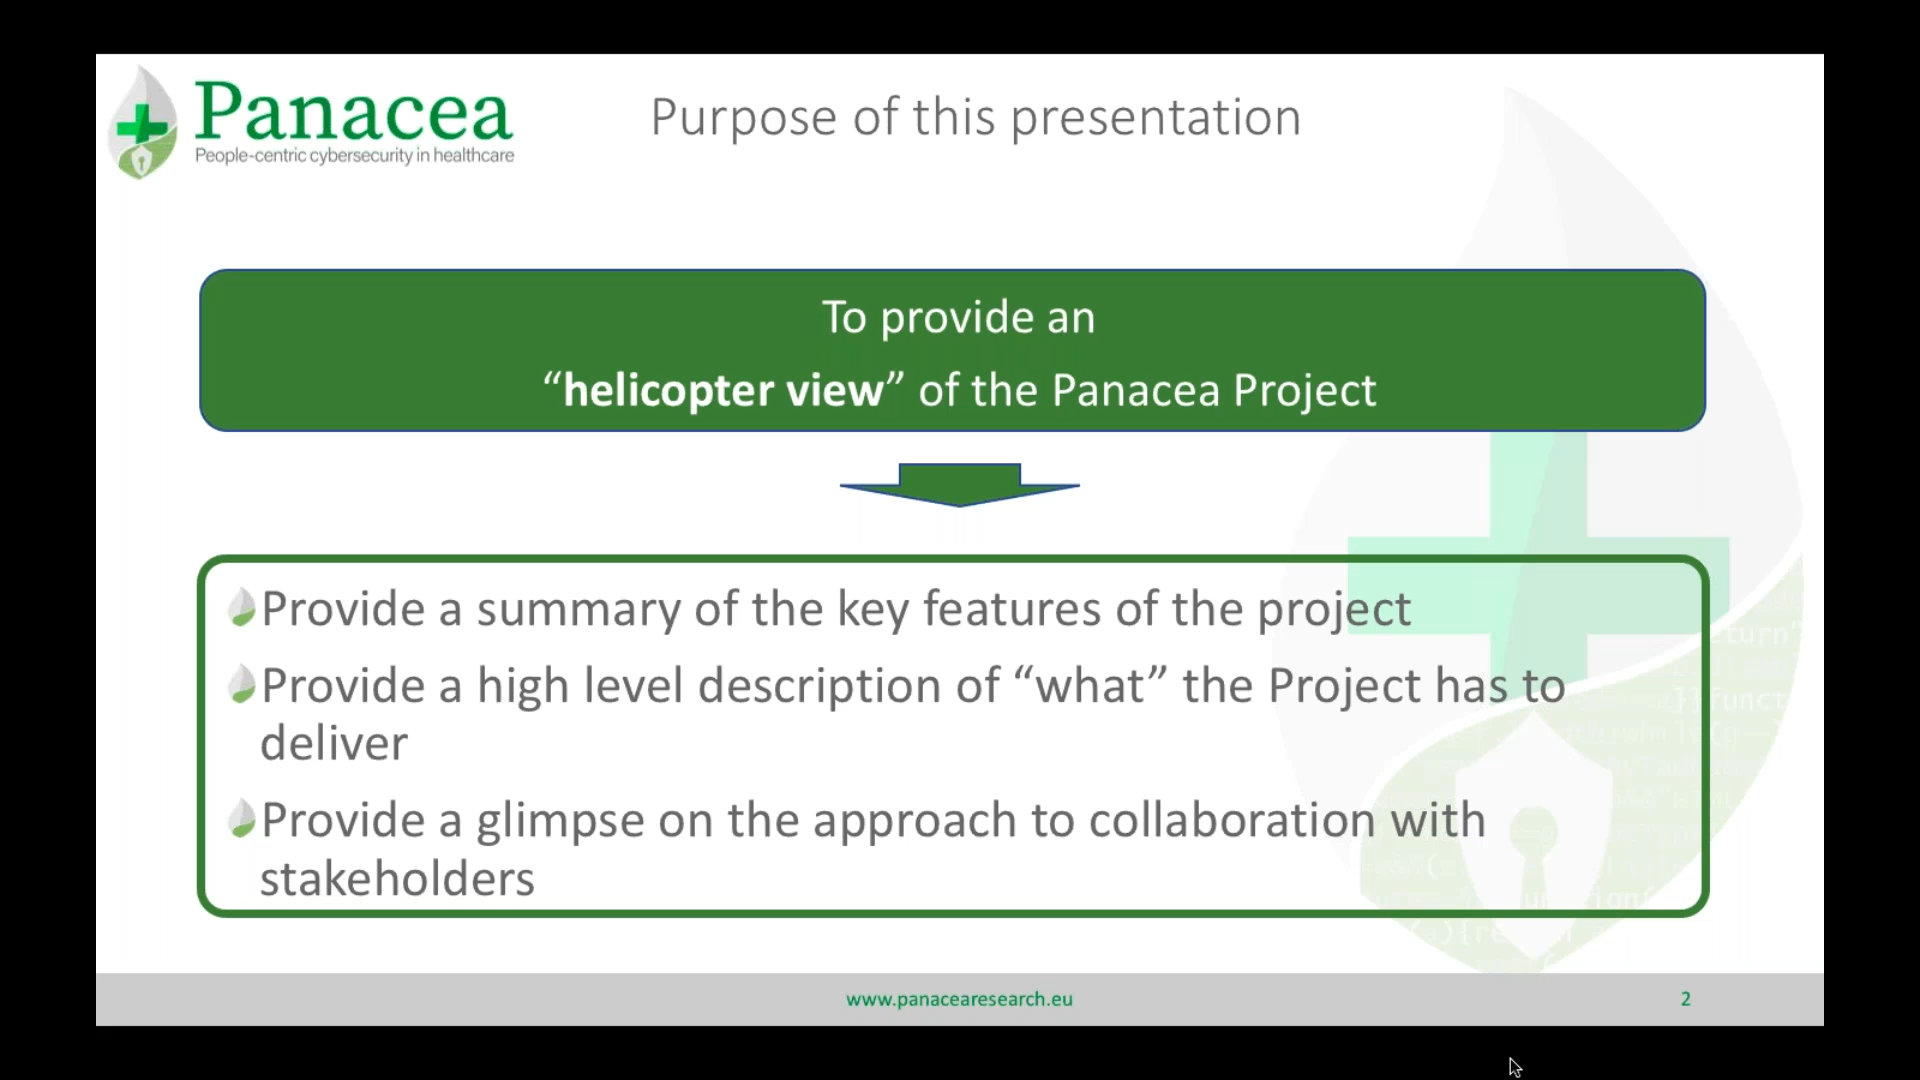 Panacea
People-centric cybersecurity in healthcare
Purpose of this presentation
To provide an
“helicopter view” of the Panacea Project
Provide a summary of the key features of the project
Provide a high level description of “what” the Project has to
deliver
Provide a glimpse on the approach to collaboration with
stakeholders
www.panacearesearch.eu
2